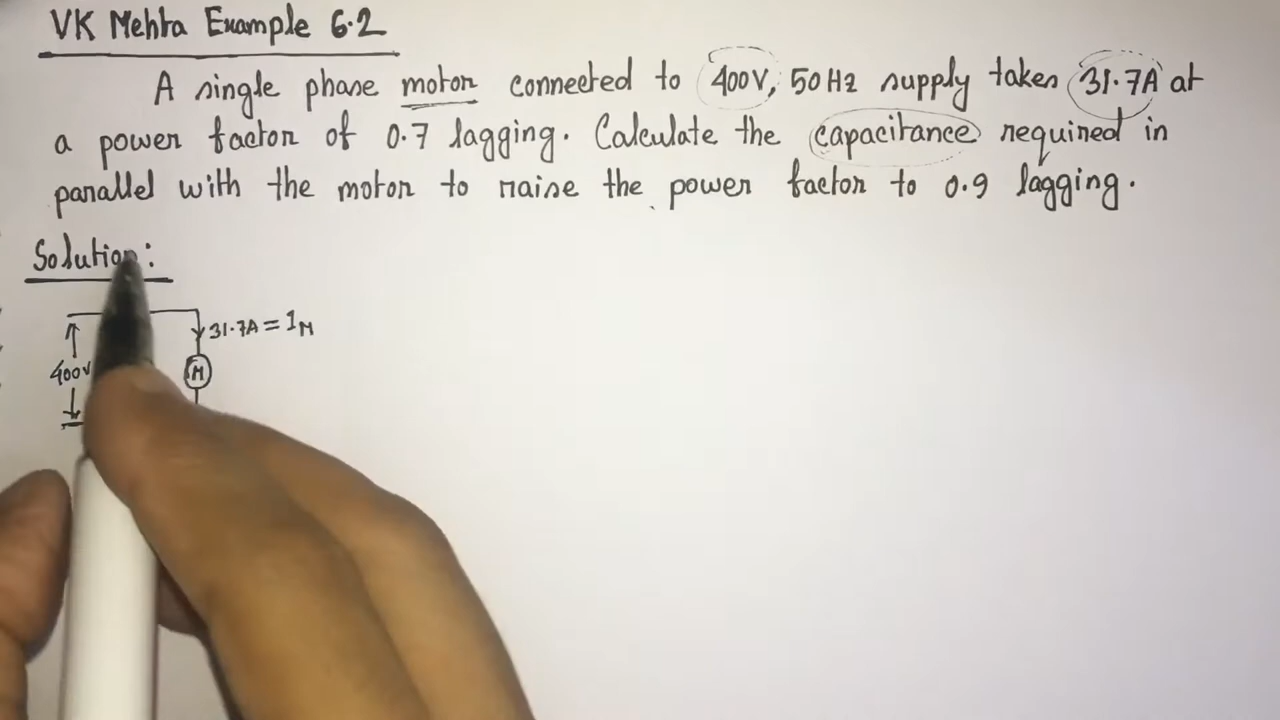 VK Mehta Example 6.2
A single phase motor connected to 400V, 50Hz supply takes 31.7A at
a power factor of 0.7 lagging. Calculate the capacitance required in
parallel with the motor to raise the power factor to 0.9 lagging.
Solution:
31.7A = IM
400V
M